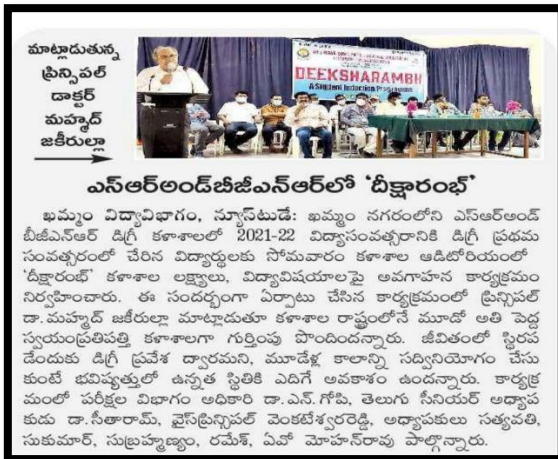 మాట్లాడుతున్న
ప్రిన్సిపల్
డాక్టర్
మహ్మద్
జకీరుల్లా
DEEKSHARAMBH
A Student Induction Programme
ఎస్ఆర్అండ్‌బీజీఎన్ఆర్‌లో 'దీక్షారంభ్'
ఖమ్మం విద్యావిభాగం, న్యూస్‌టుడే: ఖమ్మం నగరంలోని ఎస్ఆర్అండ్
బీజీఎన్ఆర్ డిగ్రీ కళాశాలలో 2021-22 విద్యాసంవత్సరానికి డిగ్రీ ప్రథమ
సంవత్సరంలో చేరిన విద్యార్థులకు సోమవారం కళాశాల ఆడిటోరియంలో
'దీక్షారంభ్' కళాశాల లక్ష్యాలు, విద్యావిషయాలపై అవగాహన కార్యక్రమం
నిర్వహించారు. ఈ సందర్భంగా ఏర్పాటు చేసిన కార్యక్రమంలో ప్రిన్సిపల్
డా.మహ్మద్ జకీరుల్లా మాట్లాడుతూ కళాశాల రాష్ట్రంలోనే మూడో అతి పెద్ద
స్వయంప్రతిపత్తి కళాశాలగా గుర్తింపు పొందిందన్నారు. జీవితంలో స్థిరప
డేందుకు డిగ్రీ ప్రవేశ ద్వారమని, మూడేళ్ల కాలాన్ని సద్వినియోగం చేసు
కుంటే భవిష్యత్తులో ఉన్నత స్థితికి ఎదిగే అవకాశం ఉందన్నారు. కార్యక్ర
మంలో పరీక్షల విభాగం అధికారి డా.ఎన్.గోపి, తెలుగు సీనియర్ అధ్యాప
కుడు డా.సీతారామ్, వైస్‌ప్రిన్సిపల్ వెంకటేశ్వరరెడ్డి, అధ్యాపకులు సత్యవతి,
సుకుమార్, సుబ్రహ్మణ్యం, రమేశ్, ఏవో మోహన్‌రావు పాల్గొన్నారు.